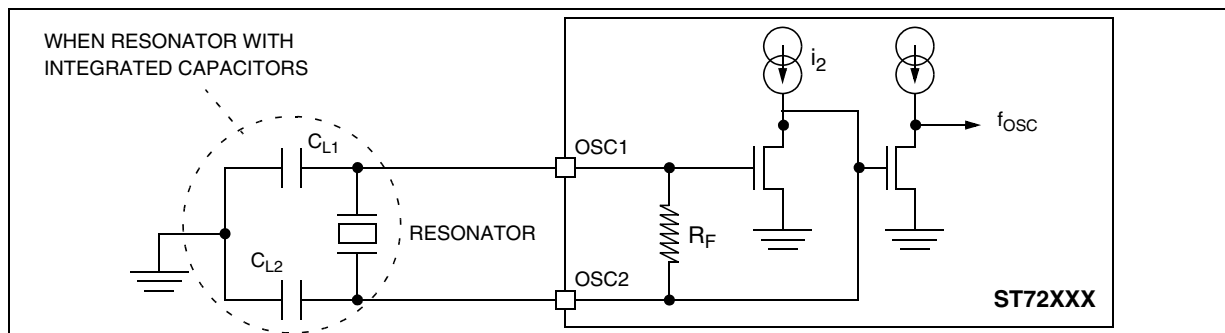 WHEN RESONATOR WITH
INTEGRATED CAPACITORS
i2
fOSC
CL1
OSC1
RESONATOR
RF
CL2
OSC2
ST72XXX